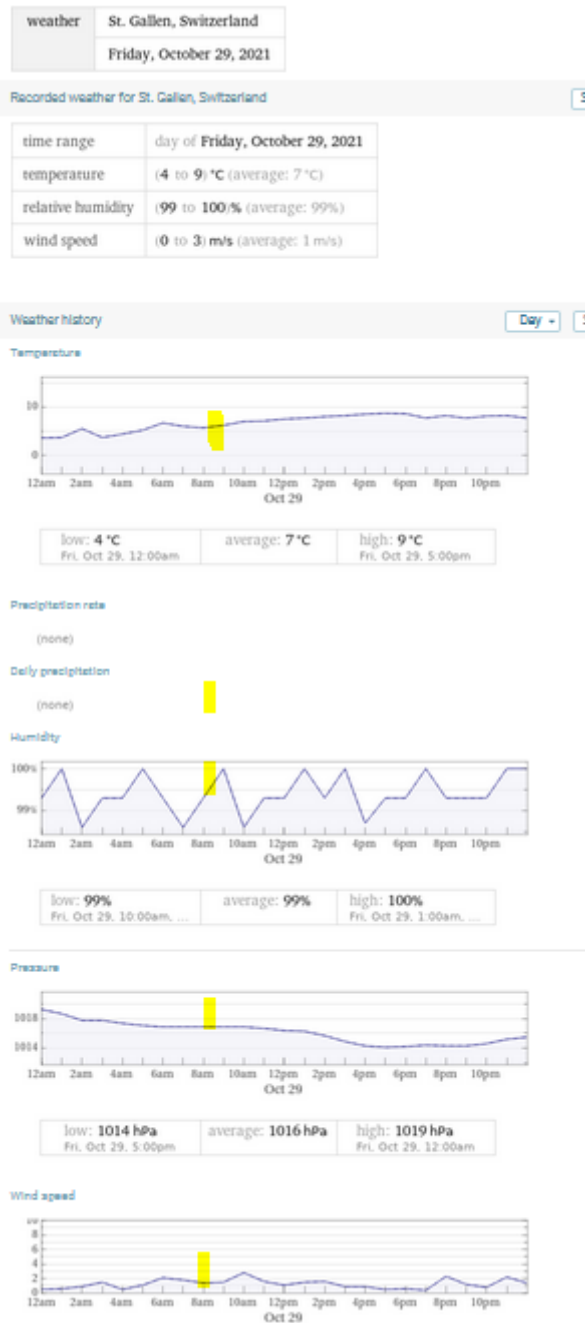 weather St. Gallen, Switzerland
Friday, October 29, 2021
Recorded weather for St. Gallen, Switzerland
time range day of Friday, October 29, 2021
temperature (4 to 9) °C (average: 7 °C)
relative humidity (99 to 100)% (average: 99%)
wind speed (0 to 3) m/s (average: 1 m/s)
Weather history Day
Temperature
10
0
12am 2am 4am 6am 8am 10am 12pm 2pm 4pm 6pm 8pm 10pm
Oct 29
low: 4 °C average: 7 °C high: 9 °C
Fri, Oct 29, 12:00am Fri, Oct 29, 5:00pm
Precipitation rate
(none)
Daily precipitation
(none)
Humidity
100%
99%
12am 2am 4am 6am 8am 10am 12pm 2pm 4pm 6pm 8pm 10pm
Oct 29
low: 99% average: 99% high: 100%
Fri, Oct 29, 10:00am, ... Fri, Oct 29, 1:00am, ...
Pressure
1018
1014
12am 2am 4am 6am 8am 10am 12pm 2pm 4pm 6pm 8pm 10pm
Oct 29
low: 1014 hPa average: 1016 hPa high: 1019 hPa
Fri, Oct 29, 5:00pm Fri, Oct 29, 12:00am
Wind speed
10
8
6
4
2
12am 2am 4am 6am 8am 10am 12pm 2pm 4pm 6pm 8pm 10pm
Oct 29